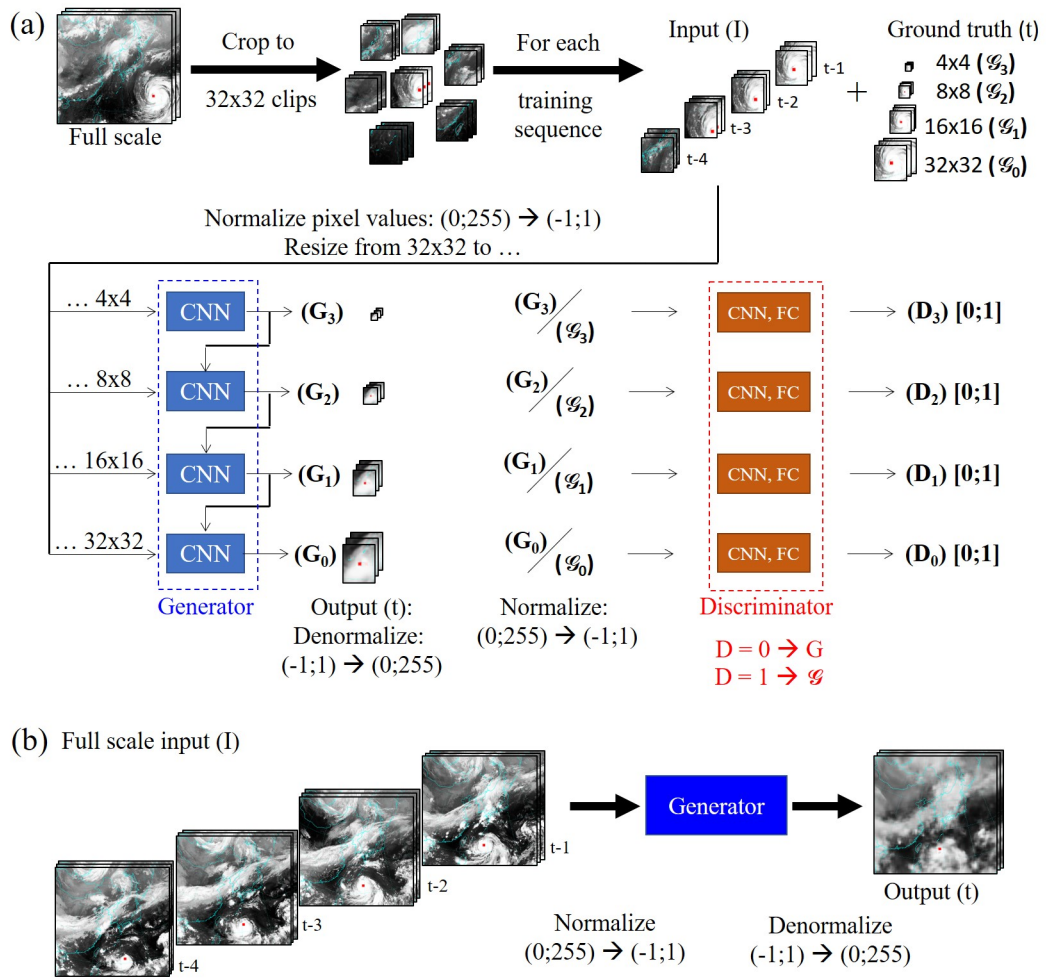 (a)
Full scale
Crop to
32x32 clips
For each
training
sequence
Input (I)
t-1
t-2
t-3
t-4
+
Ground truth (t)
4x4 (𝒢3)
8x8 (𝒢2)
16x16 (𝒢1)
32x32 (𝒢0)
Normalize pixel values: (0;255) → (-1;1)
Resize from 32x32 to …
… 4x4
CNN
(G3)
(G3)
(𝒢3)
CNN, FC
(D3) [0;1]
… 8x8
CNN
(G2)
(G2)
(𝒢2)
CNN, FC
(D2) [0;1]
… 16x16
CNN
(G1)
(G1)
(𝒢1)
CNN, FC
(D1) [0;1]
… 32x32
CNN
(G0)
(G0)
(𝒢0)
CNN, FC
(D0) [0;1]
Generator
Output (t):
Denormalize:
(-1;1) → (0;255)
Normalize:
(0;255) → (-1;1)
Discriminator
D = 0 → G
D = 1 → 𝒢
(b) Full scale input (I)
t-1
t-2
t-3
t-4
Generator
Output (t)
Normalize
(0;255) → (-1;1)
Denormalize
(-1;1) → (0;255)